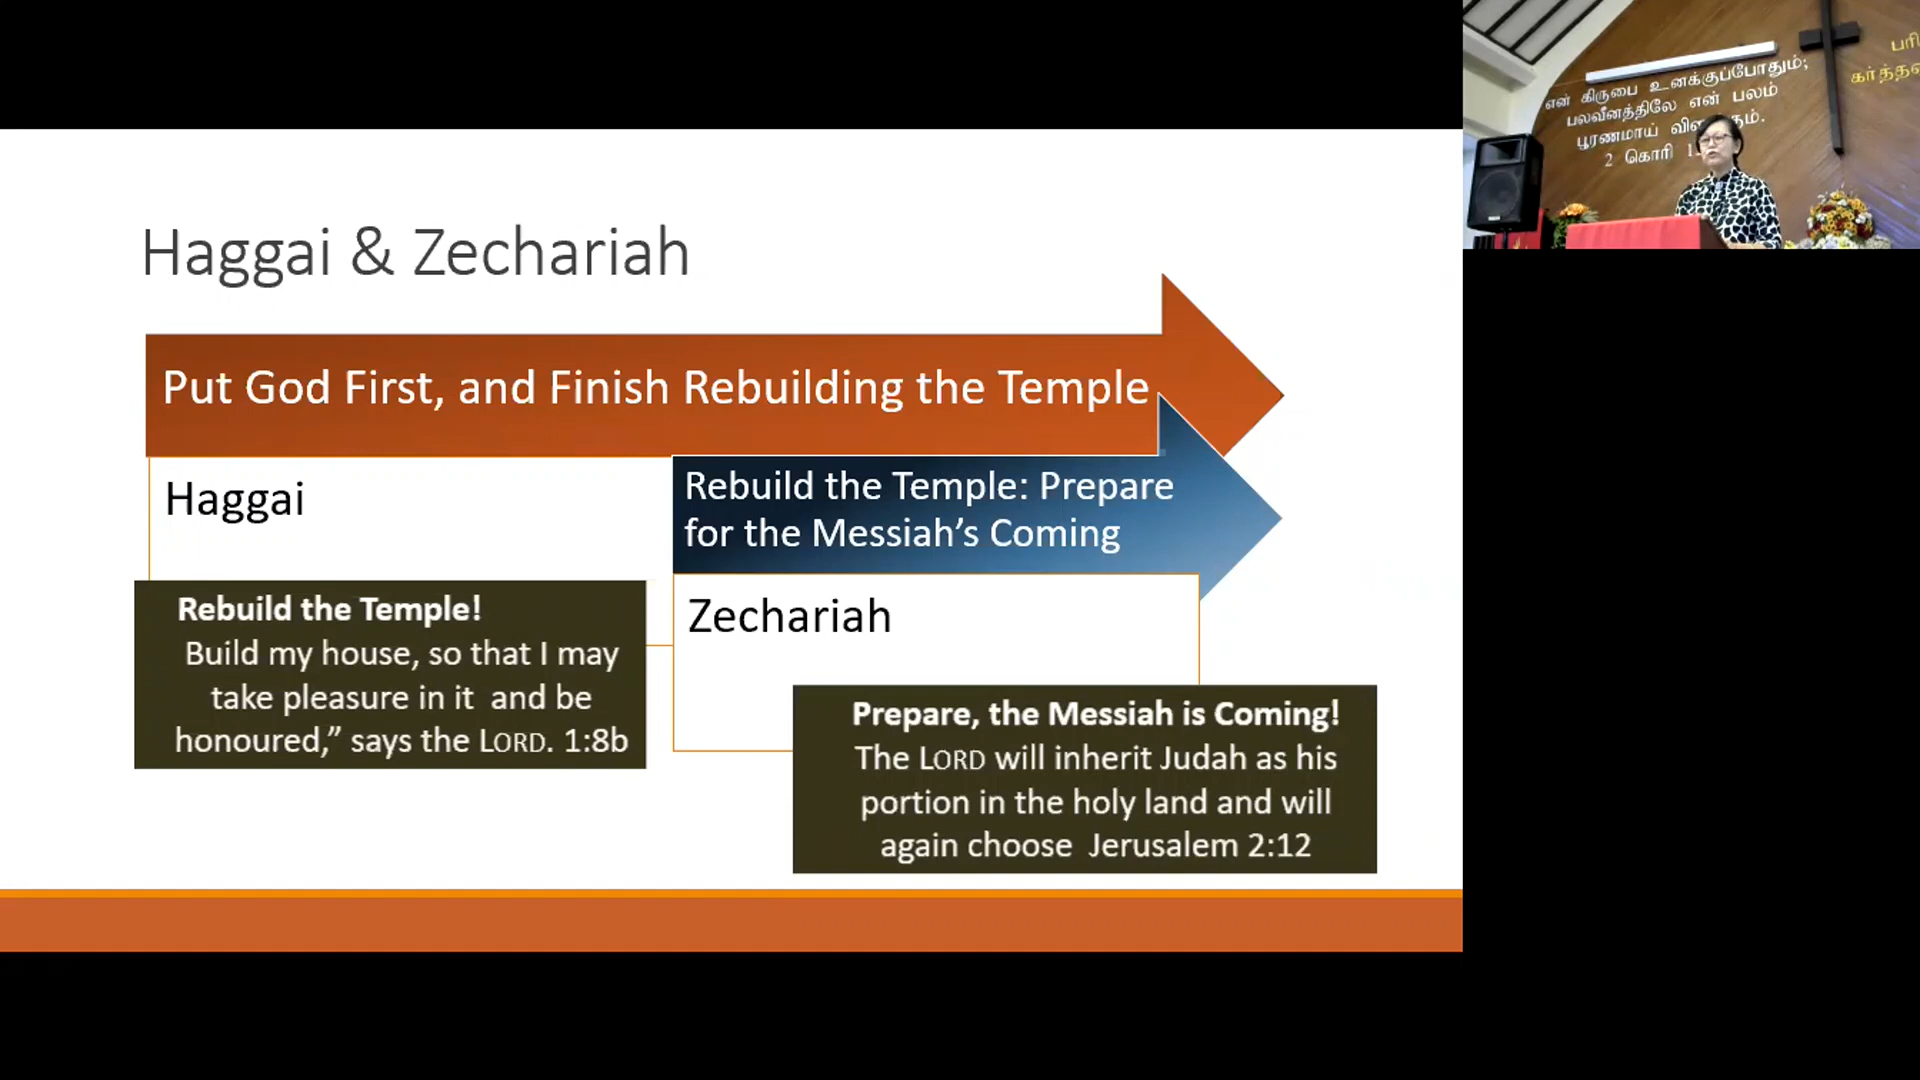 Haggai & Zechariah
Put God First, and Finish Rebuilding the Temple
Haggai
Rebuild the Temple: Prepare
for the Messiah’s Coming
Rebuild the Temple!
Build my house, so that I may
take pleasure in it and be
honoured,” says the LORD. 1:8b
Zechariah
Prepare, the Messiah is Coming!
The LORD will inherit Judah as his
portion in the holy land and will
again choose Jerusalem 2:12
என் கிருபை உனக்குப்போதும்;
பலவீனத்திலே என் பலம்
பூரணமாய்
2 கொரி